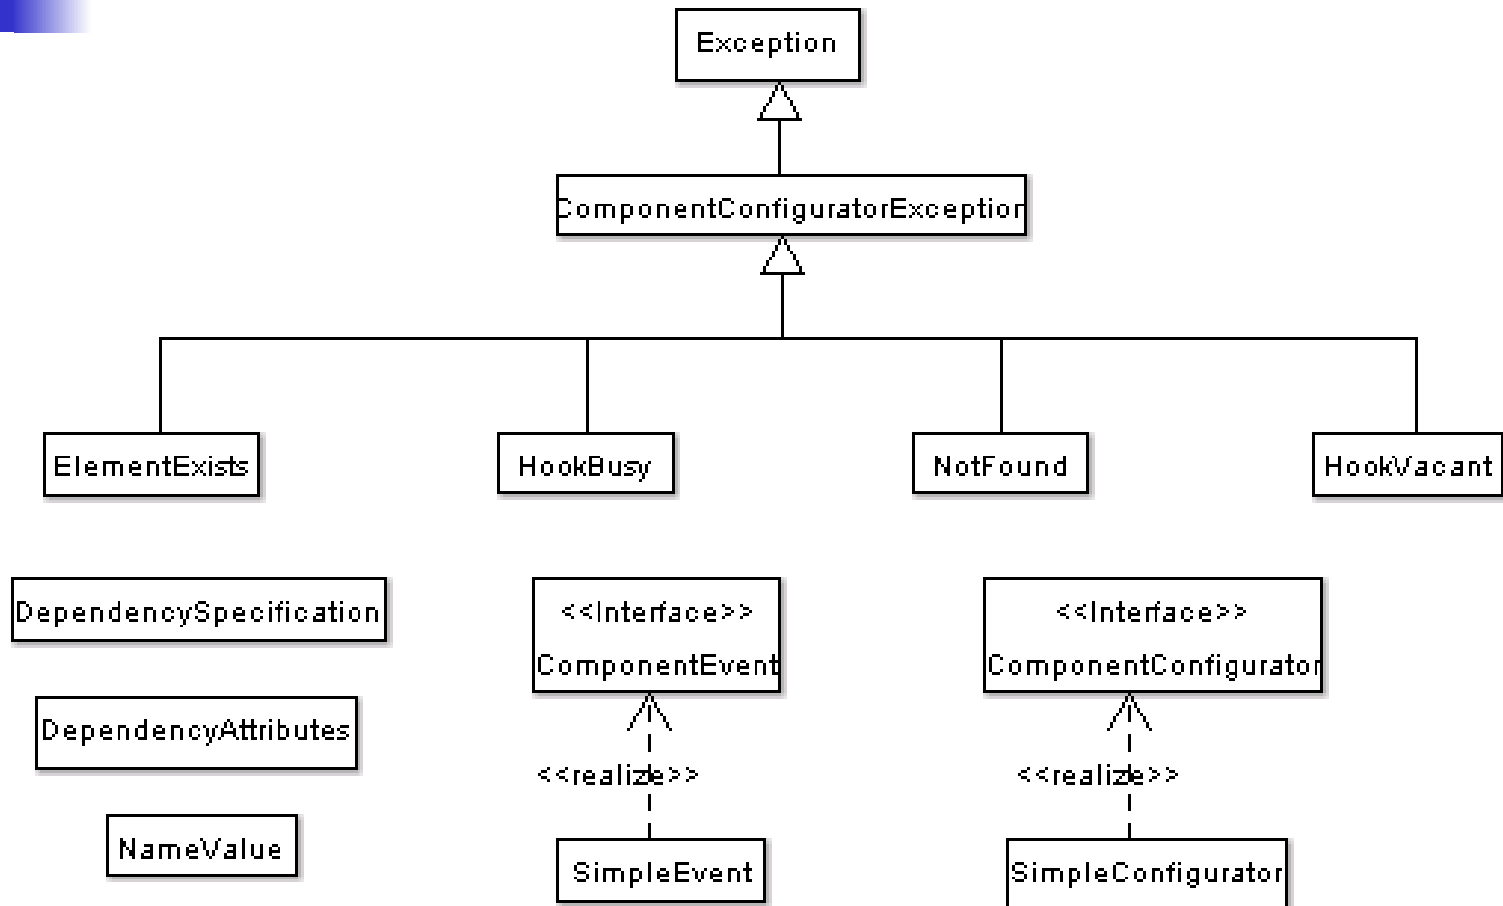 Exception
ComponentConfiguratorException
ElementExists
HookBusy
NotFound
HookVacant
DependencySpecification
<<Interface>>
ComponentEvent
<<Interface>>
ComponentConfigurator
DependencyAttributes
<<realize>>
<<realize>>
NameValue
SimpleEvent
SimpleConfigurator